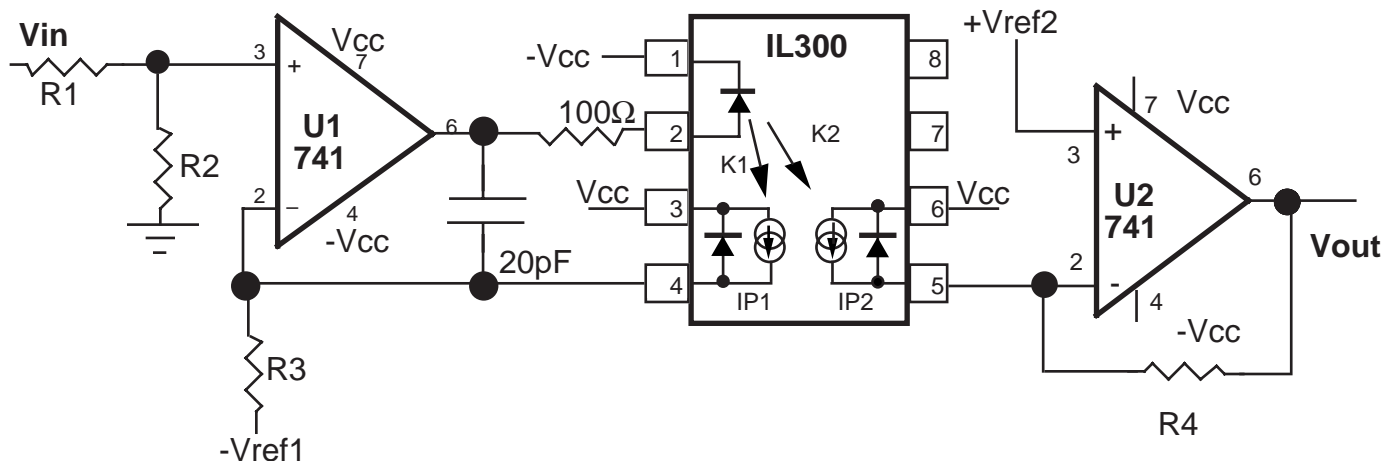 Vin
R1
R2
3
+
Vcc
7
U1
741
6
2
–
4
-Vcc
R3
-Vref1
20pF
100Ω
-Vcc
Vcc
IL300
1
2
3
4
8
7
6
5
K1
K2
IP1
IP2
Vcc
+Vref2
7
Vcc
+
3
U2
741
6
2
-
4
-Vcc
Vout
R4